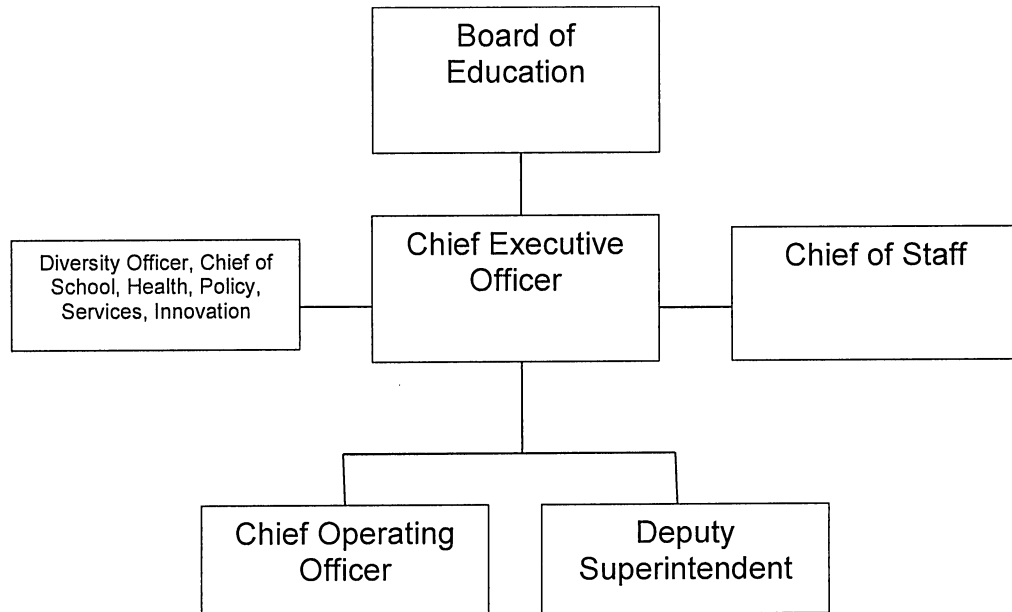 Board of
Education
Chief Executive
Officer
Diversity Officer, Chief of
School, Health, Policy,
Services, Innovation
Chief of Staff
Chief Operating
Officer
Deputy
Superintendent